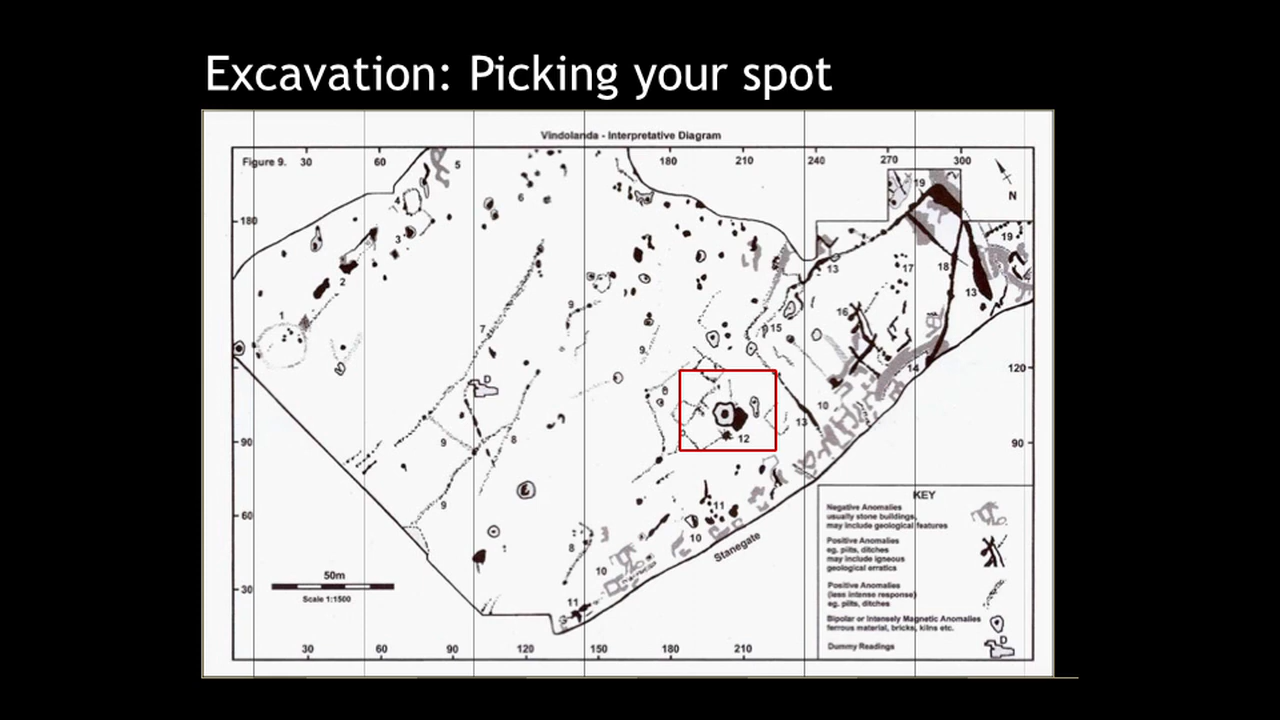 Excavation: Picking your spot
Vindolanda - Interpretative Diagram
Figure 9. 30 60 180 210 240 270 300
N
180
120 120
90 90
60
30
5
6
4
3
2
1
19
19
13
17
18
13
16
15
14
9
7
9
D
9
8
10
13
12
9
11
10
8
10
11
Stanegate
50m
Scale 1:1500
30 60 90 120 150 180 210
KEY
Negative Anomalies
usually stone buildings,
may include geological features
Positive Anomalies
eg. piits, ditches
may include igneous
geological erratics
Positive Anomalies
(less intense response)
eg. piits, ditches
Bipolar or Intensely Magnetic Anomalies
ferrous material, bricks, kilns etc.
Dummy Readings
D